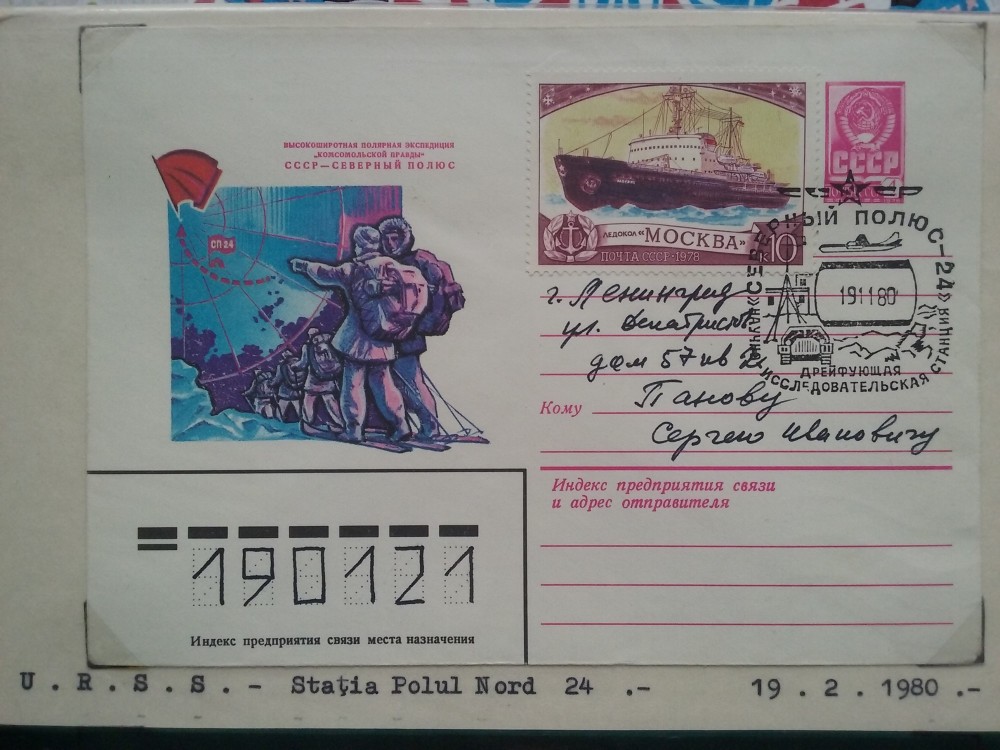 ВЫСОКОШИРОТНАЯ ПОЛЯРНАЯ ЭКСПЕДИЦИЯ
„КОМСОМОЛЬСКОЙ ПРАВДЫ"
СССР—СЕВЕРНЫЙ ПОЛЮС
СП-24
ЛЕДОКОЛ «МОСКВА»
ПОЧТА СССР·1978
10 к
СССР
СЕВЕРНЫЙ ПОЛЮС—24»
19 11 80
ДРЕЙФУЮЩАЯ
НАУЧНО-ИССЛЕДОВАТЕЛЬСКАЯ СТАНЦИЯ
г. Ленинград
ул. Декабристов
дом 57 кв 2
Кому Панову
Сергею Ивановичу
Индекс предприятия связи
и адрес отправителя
190121
Индекс предприятия связи места назначения
U.R.S.S.- Staţia Polul Nord 24 .- 19.2.1980.-